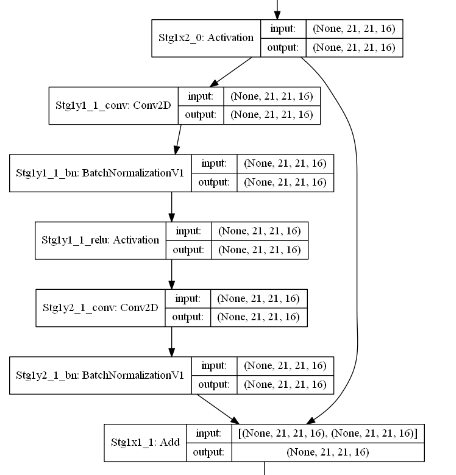 Stg1x2_0: Activation
input: (None, 21, 21, 16)
output: (None, 21, 21, 16)
Stg1y1_1_conv: Conv2D
input: (None, 21, 21, 16)
output: (None, 21, 21, 16)
Stg1y1_1_bn: BatchNormalizationV1
input: (None, 21, 21, 16)
output: (None, 21, 21, 16)
Stg1y1_1_relu: Activation
input: (None, 21, 21, 16)
output: (None, 21, 21, 16)
Stg1y2_1_conv: Conv2D
input: (None, 21, 21, 16)
output: (None, 21, 21, 16)
Stg1y2_1_bn: BatchNormalizationV1
input: (None, 21, 21, 16)
output: (None, 21, 21, 16)
Stg1x1_1: Add
input: [(None, 21, 21, 16), (None, 21, 21, 16)]
output: (None, 21, 21, 16)